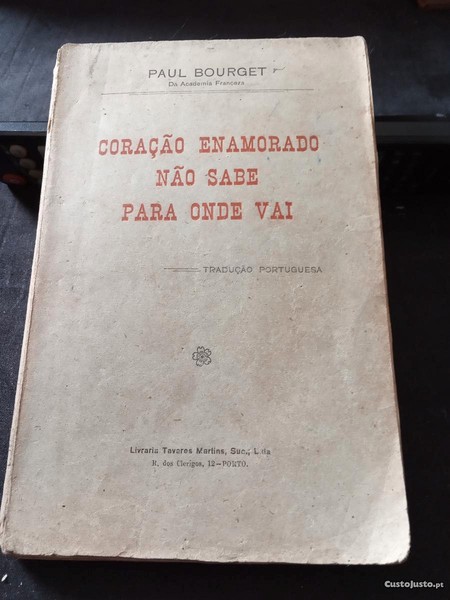 PAUL BOURGET
Da Academia Franceza
CORAÇÃO ENAMORADO
NÃO SABE
PARA ONDE VAI
TRADUÇÃO PORTUGUESA
Livraria Tavares Martins, Suc., L.da
R. dos Clerigos, 12—PORTO.
CustoJusto.pt